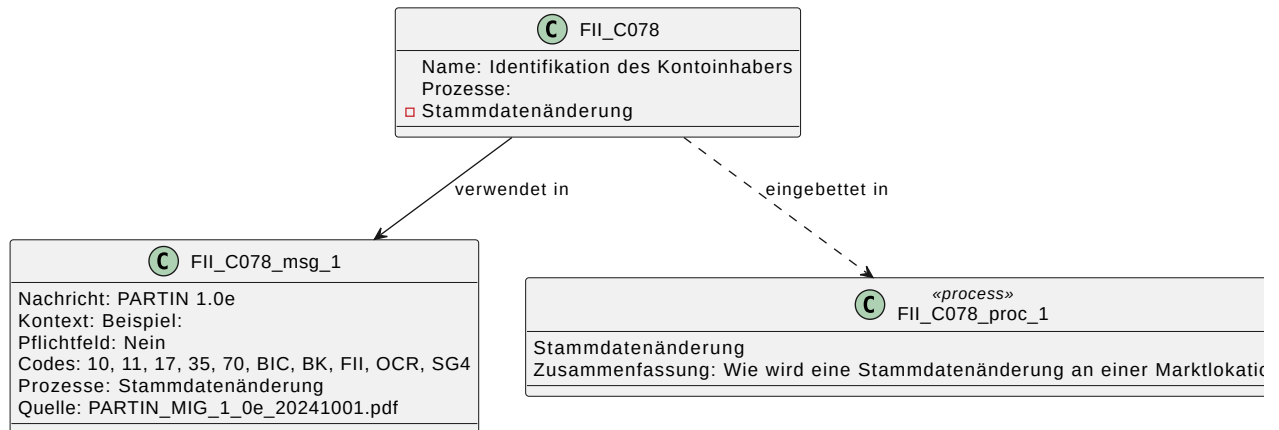 C FII_C078
Name: Identifikation des Kontoinhabers
Prozesse:
Stammdatenänderung
verwendet in
eingebettet in
C FII_C078_msg_1
Nachricht: PARTIN 1.0e
Kontext: Beispiel:
Pflichtfeld: Nein
Codes: 10, 11, 17, 35, 70, BIC, BK, FII, OCR, SG4
Prozesse: Stammdatenänderung
Quelle: PARTIN_MIG_1_0e_20241001.pdf
«process»
C FII_C078_proc_1
Stammdatenänderung
Zusammenfassung: Wie wird eine Stammdatenänderung an einer Marktlokatio